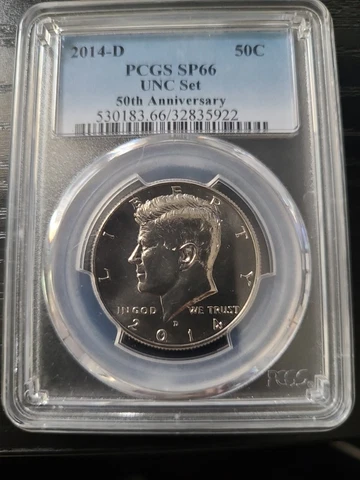 2014-D 50C
PCGS SP66
UNC Set
50th Anniversary
530183.66/32835922
LIBERTY
IN GOD WE TRUST
D
2014
PCGS